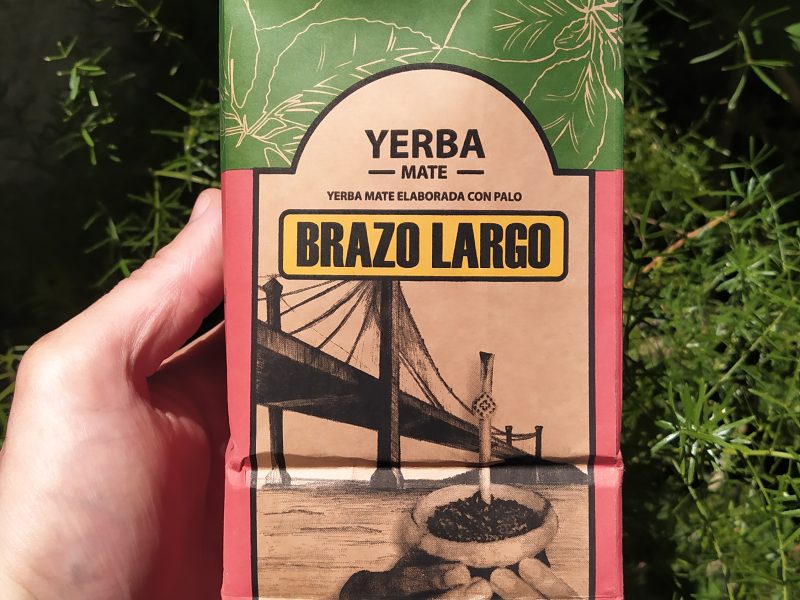 YERBA
MATE
YERBA MATE ELABORADA CON PALO
BRAZO LARGO